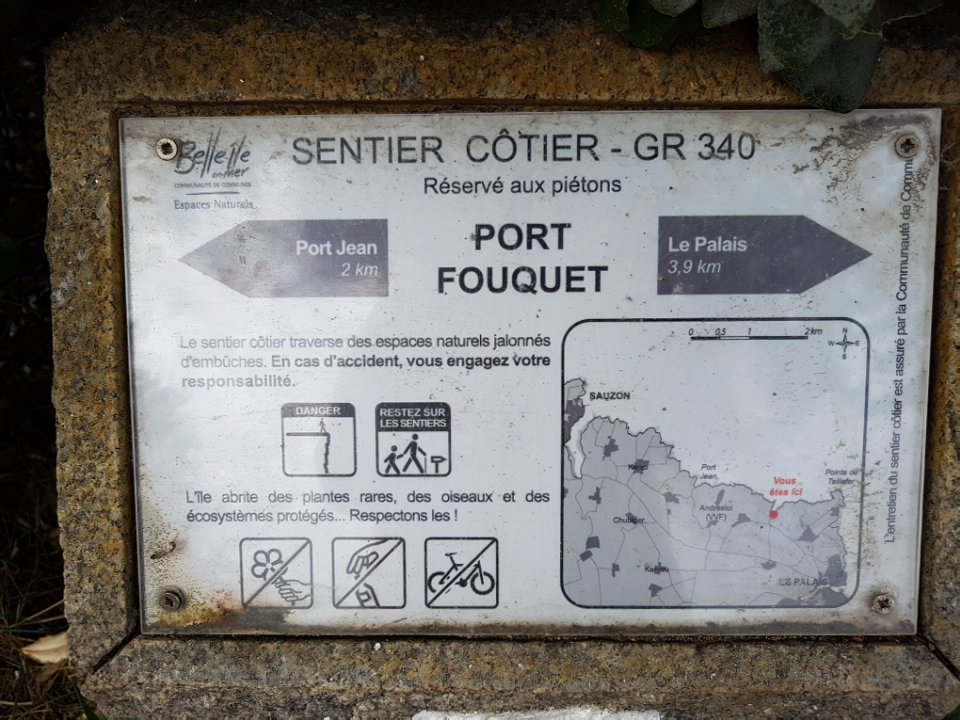 Belle île
en-mer
COMMUNAUTÉ DE COMMUNES
Espaces Naturels
SENTIER CÔTIER - GR 340
Réservé aux piétons
Port Jean
2 km
PORT
FOUQUET
Le Palais
3,9 km
Le sentier côtier traverse des espaces naturels jalonnés
d'embûches. En cas d'accident, vous engagez votre
responsabilité.
DANGER
RESTEZ SUR
LES SENTIERS
L'île abrite des plantes rares, des oiseaux et des
écosystèmes protégés... Respectons les !
0 0,5 1 2 km
N
W E
S
SAUZON
Kerzo
Port
Jean
Vous
êtes ici
Pointe de
Taillefer
Andrestol
(VVF)
LE PALAIS
L'entretien du sentier côtier est assuré par la Communauté de Commu